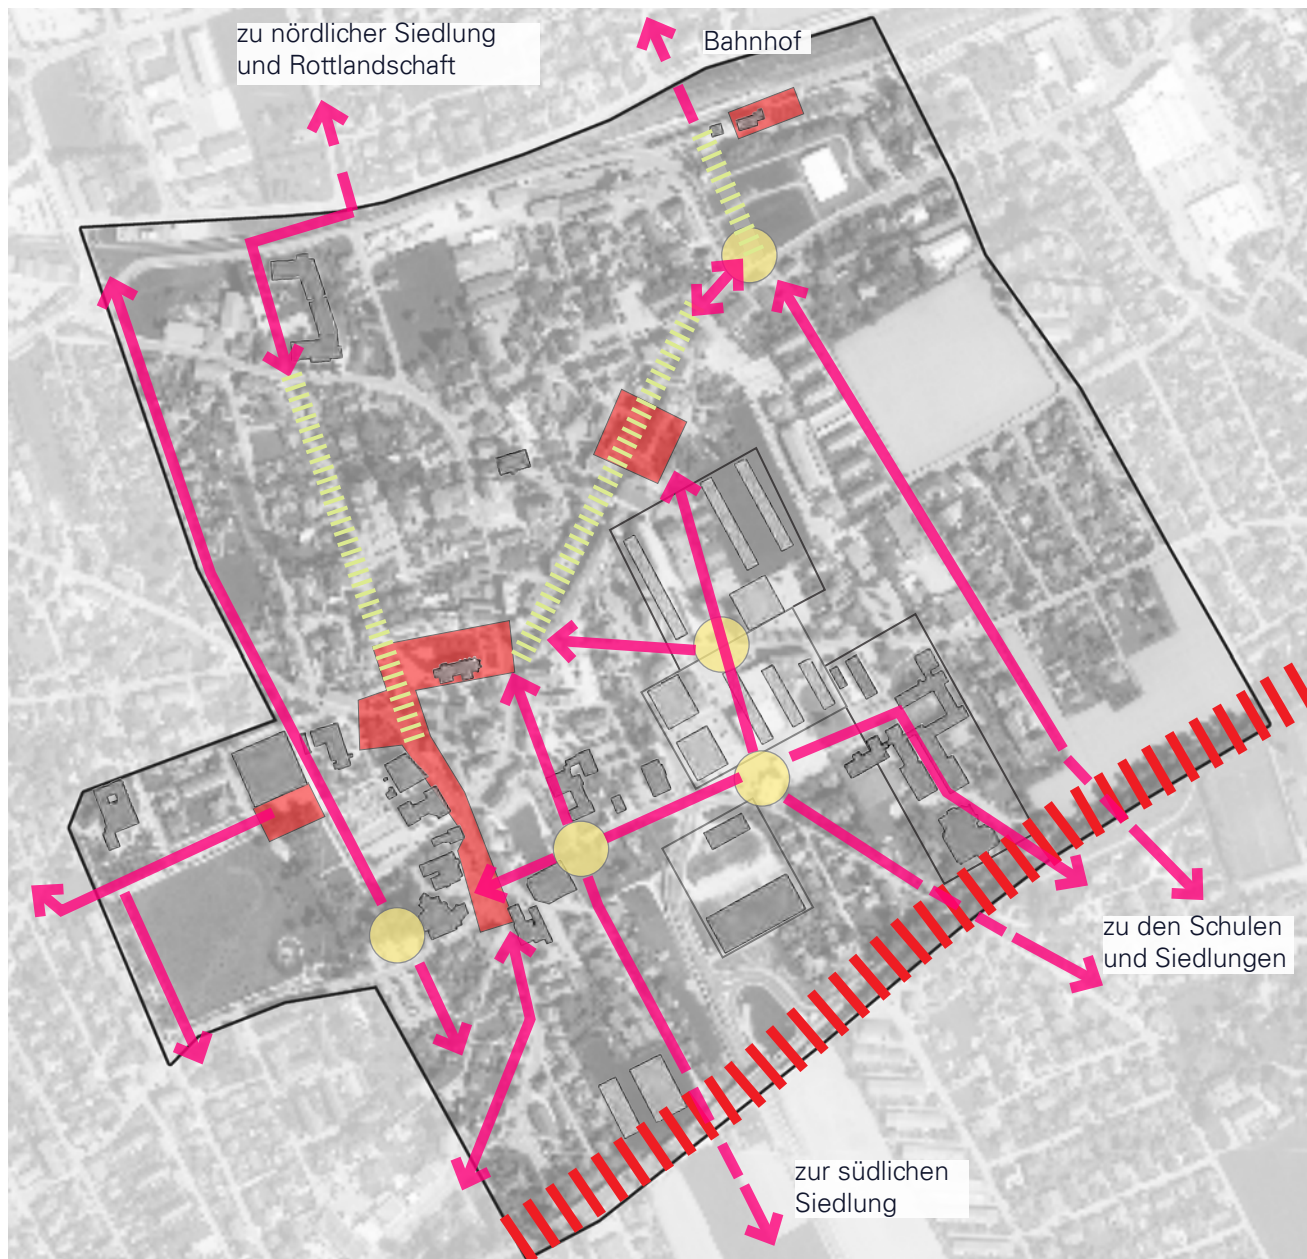 zu nördlicher Siedlung
und Rottlandschaft
Bahnhof
zu den Schulen
und Siedlungen
zur südlichen
Siedlung